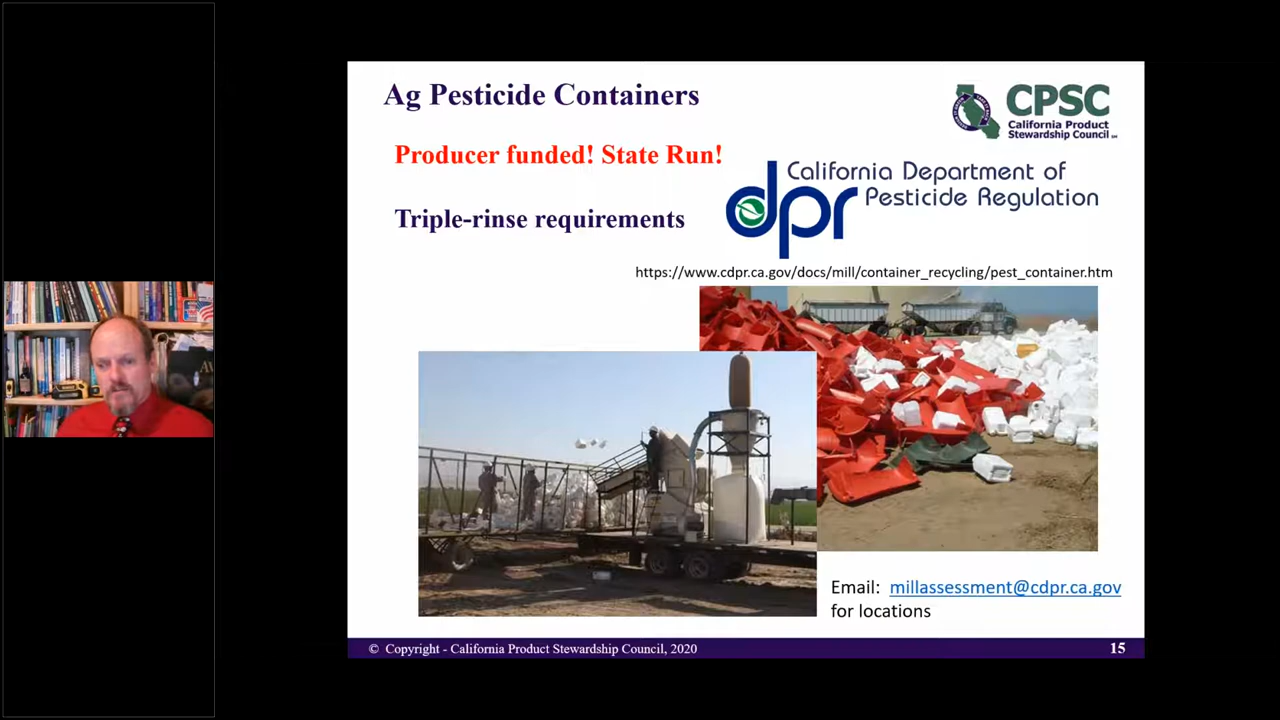 Ag Pesticide Containers
CPSC
California Product
Stewardship Council
Producer funded! State Run!
California Department of
dpr
Pesticide Regulation
Triple-rinse requirements
https://www.cdpr.ca.gov/docs/mill/container_recycling/pest_container.htm
Email: millassessment@cdpr.ca.gov
for locations
© Copyright - California Product Stewardship Council, 2020
15